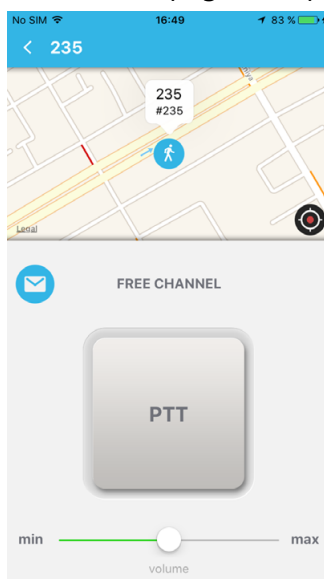 No SIM 16:49 83 %
235
235
#235
Legal
FREE CHANNEL
PTT
min max
volume